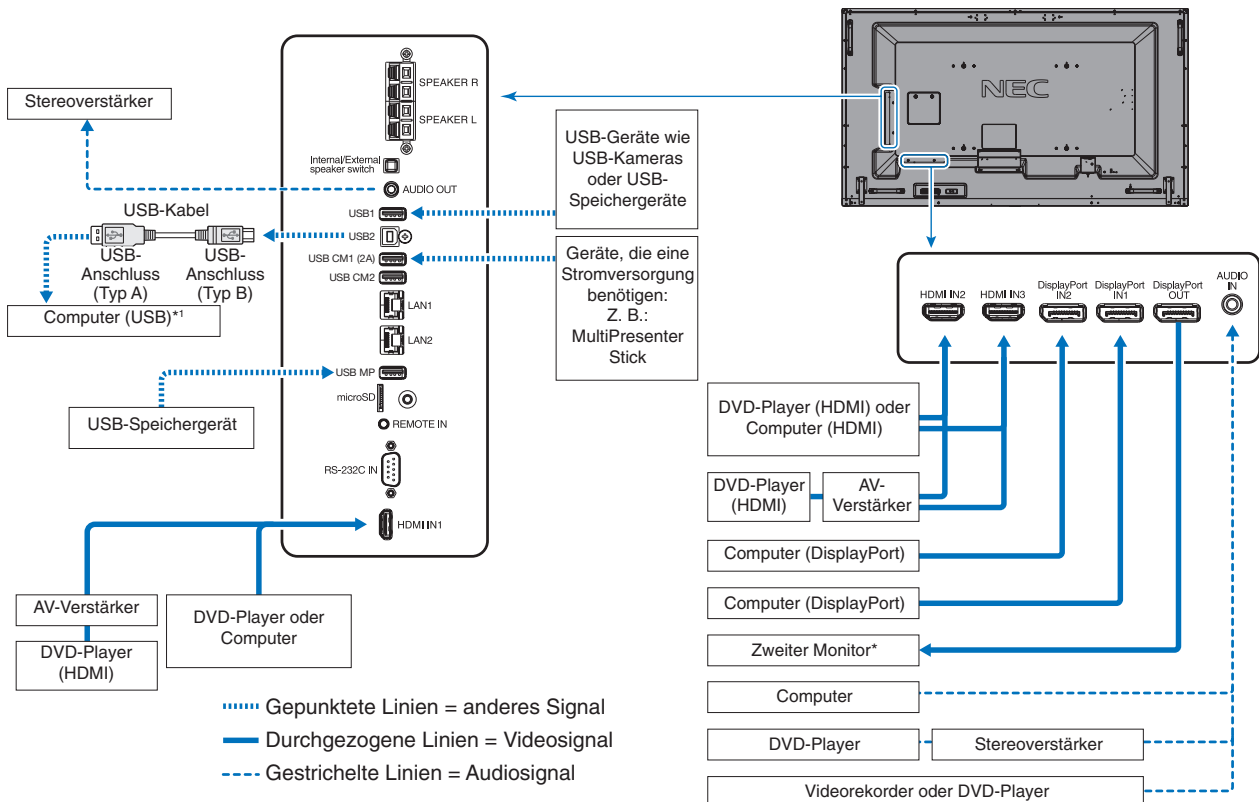 SPEAKER R
SPEAKER L
Internal/External
speaker switch
AUDIO OUT
USB1
USB2
USB CM1 (2A)
USB CM2
LAN1
LAN2
USB MP
microSD
REMOTE IN
RS-232C IN
HDMI IN1
Stereoverstärker
USB-Kabel
USB-
Anschluss
(Typ A)
USB-
Anschluss
(Typ B)
Computer (USB)*1
USB-Speichergerät
AV-Verstärker
DVD-Player
(HDMI)
DVD-Player oder
Computer
USB-Geräte wie
USB-Kameras
oder USB-
Speichergeräte
Geräte, die eine
Stromversorgung
benötigen:
Z. B.:
MultiPresenter
Stick
NEC
HDMI IN2
HDMI IN3
DisplayPort
IN2
DisplayPort
IN1
DisplayPort
OUT
AUDIO
IN
DVD-Player (HDMI) oder
Computer (HDMI)
DVD-Player
(HDMI)
AV-
Verstärker
Computer (DisplayPort)
Computer (DisplayPort)
Zweiter Monitor*
Computer
DVD-Player
Stereoverstärker
Videorekorder oder DVD-Player
Gepunktete Linien = anderes Signal
Durchgezogene Linien = Videosignal
Gestrichelte Linien = Audiosignal